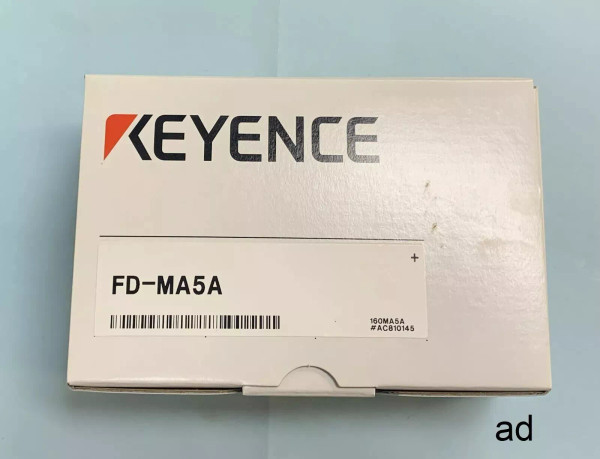 KEYENCE
+
FD-MA5A
160MA5A
#AC810145
ad